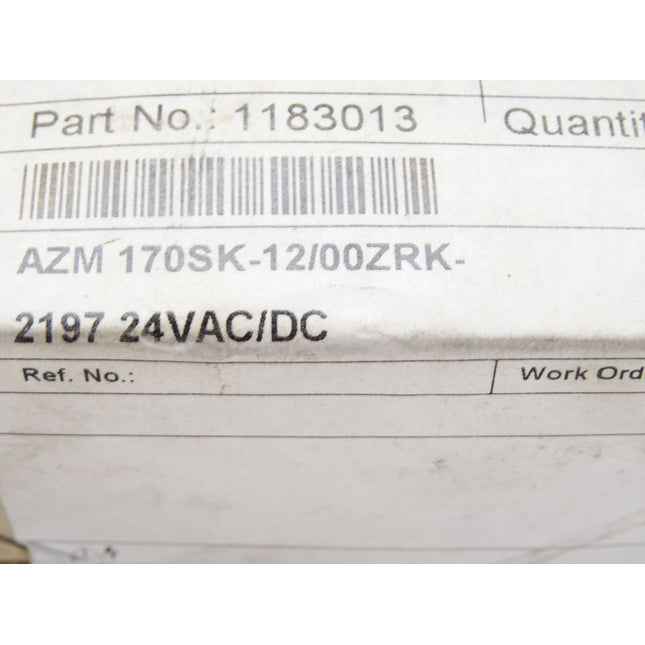 Part No.: 1183013 Quantit
AZM 170SK-12/00ZRK-
2197 24VAC/DC
Ref. No.: Work Ord